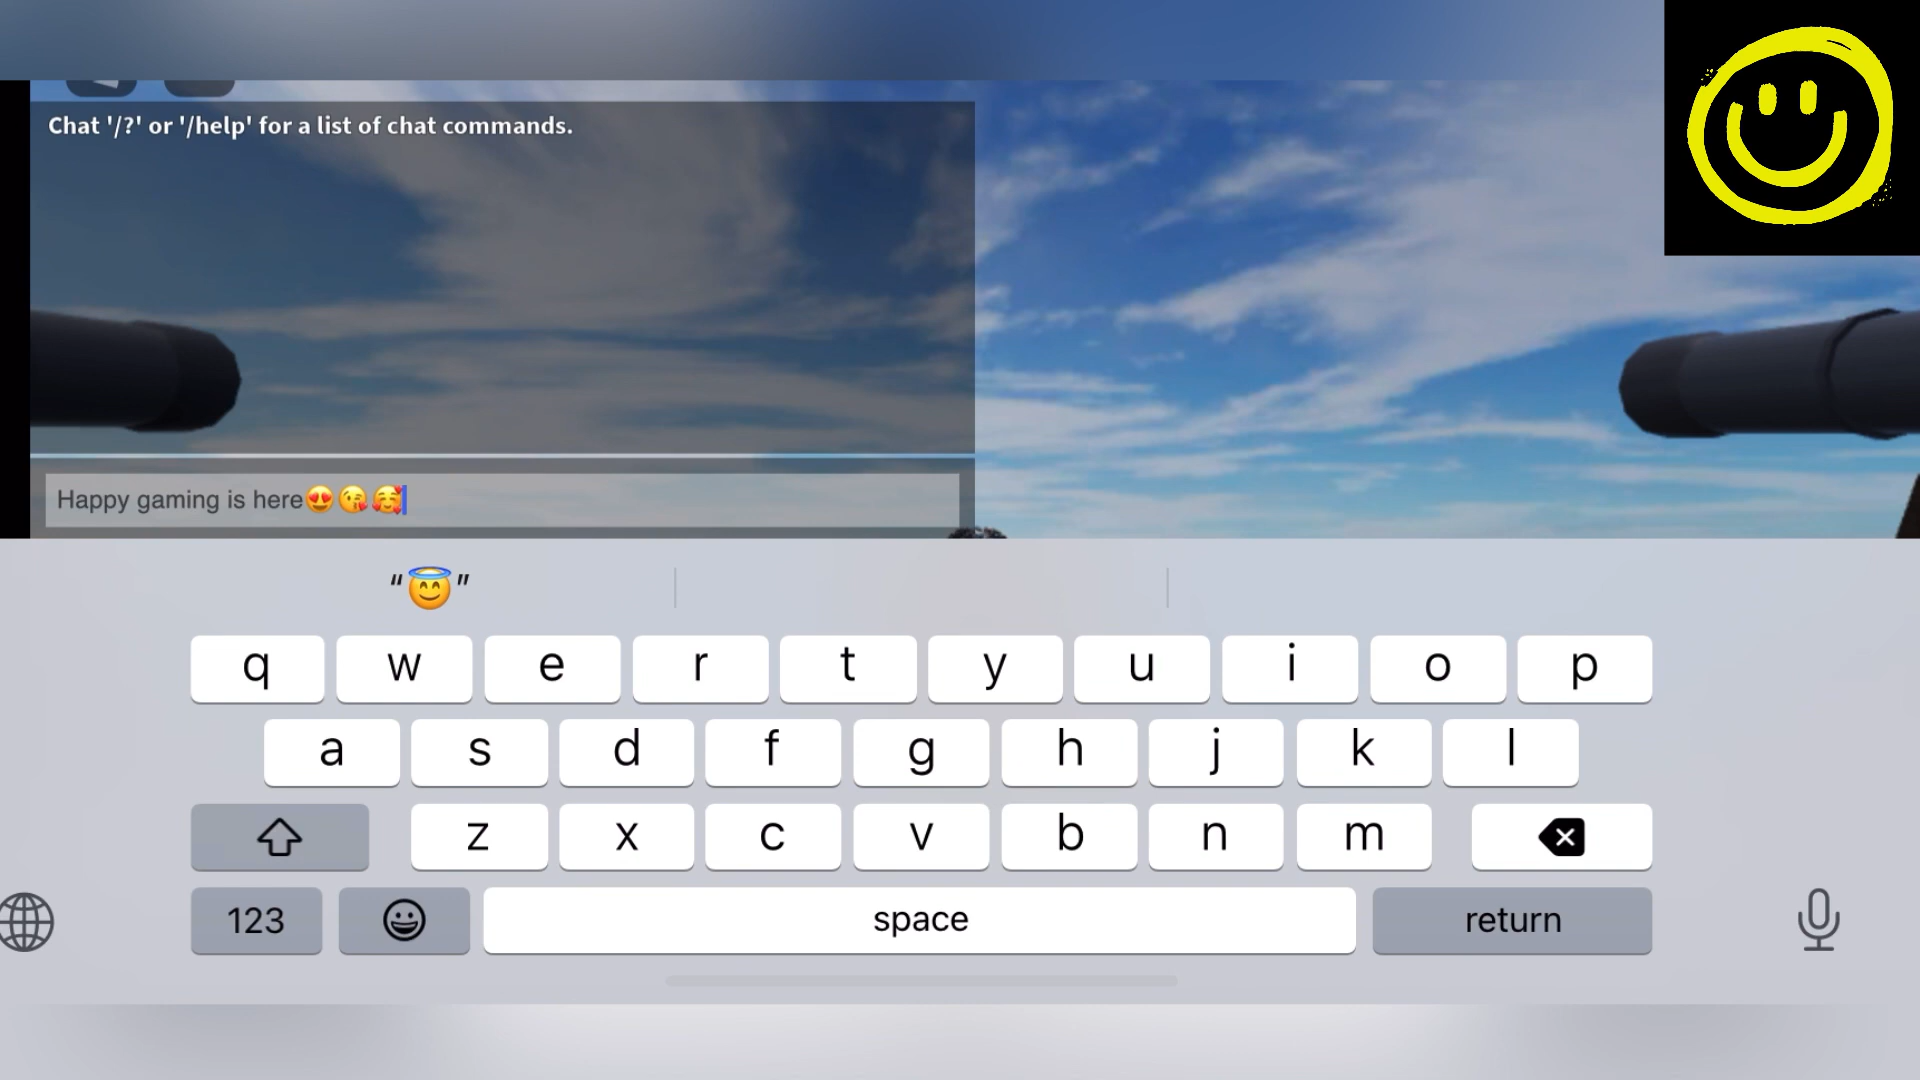 Chat '/?' or '/help' for a list of chat commands.
Happy gaming is here😍😘🥰
“😇”
q w e r t y u i o p
a s d f g h j k l
z x c v b n m
123 space return